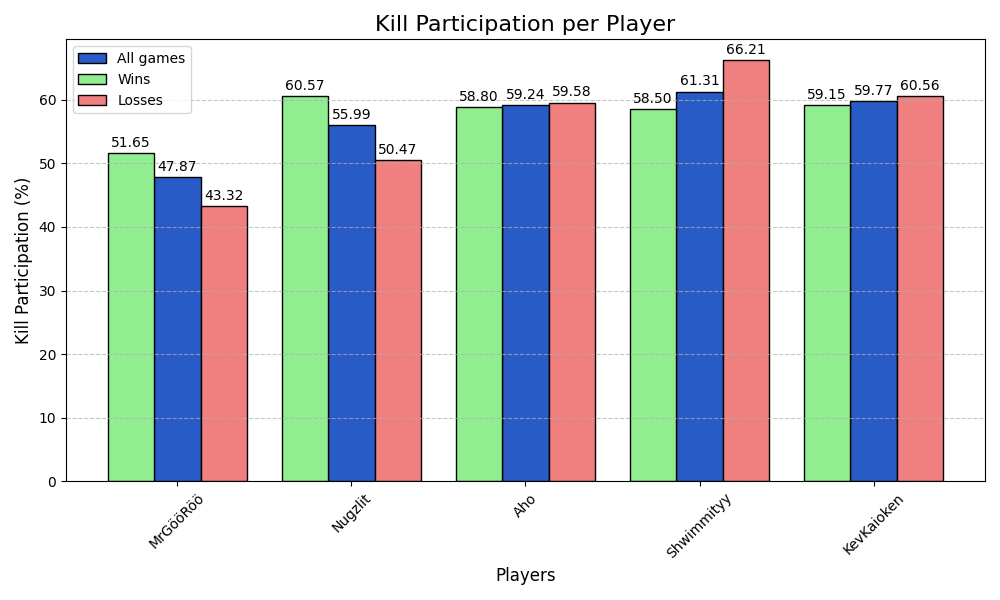 Kill Participation per Player
All games
Wins
Losses
Kill Participation (%)
60
50
40
30
20
10
0
51.65
47.87
43.32
60.57
55.99
50.47
58.80
59.24
59.58
58.50
61.31
66.21
59.15
59.77
60.56
MrGööRöö
Nugzlit
Aho
Shwimmityy
KevKaioken
Players